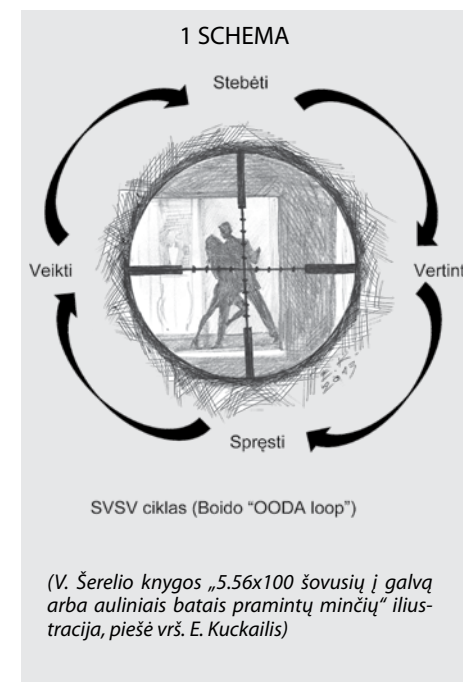 1 SCHEMA
Stebėti
Veikti
Vertint
Spręsti
SVSV ciklas (Boido "OODA loop")
(V. Šerelio knygos „5.56x100 šovusių į galvą
arba auliniais batais pramintų minčių“ ilius-
tracija, piešė vrš. E. Kuckailis)